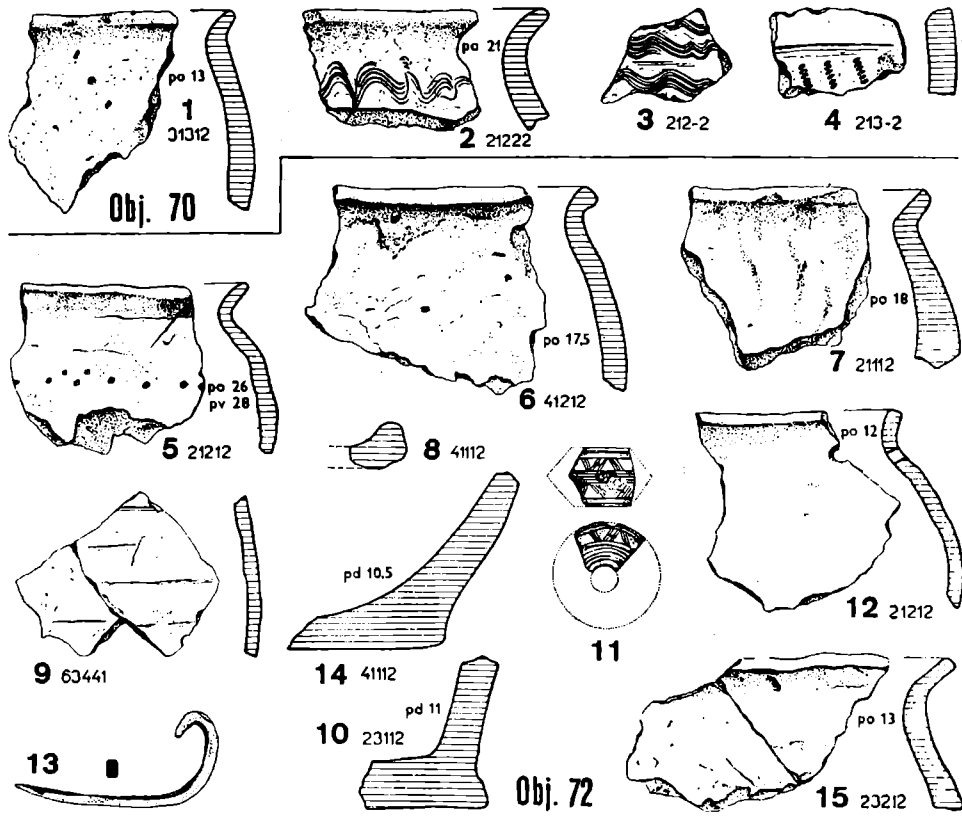 po 13
1
31312
Obj. 70
po 21
2 21222
3 212-2
4 213-2
po 26
pv 28
5 21212
po 17,5
6 41212
po 18
7 21112
8 41112
9 63441
pd 10,5
14 41112
11
po 12
12 21212
13
pd 11
10 23112
Obj. 72
po 13
15 23212